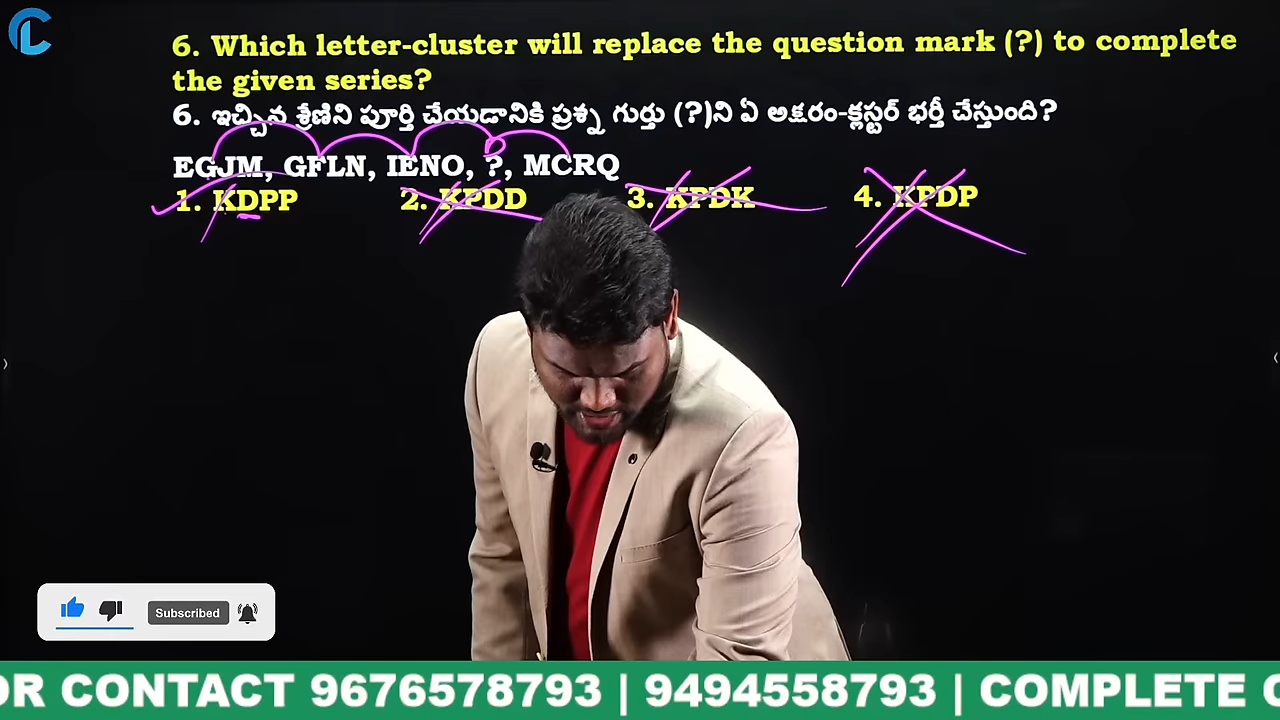 6. Which letter-cluster will replace the question mark (?) to complete
the given series?
6. ఇచ్చిన శ్రేణిని పూర్తి చేయడానికి ప్రశ్న గుర్తు (?)ని ఏ అక్షరం-క్లస్టర్ భర్తీ చేస్తుంది?
EGJM, GFLN, IENO, ?, MCRQ
1. KDPP 2. KPDD 3. KPDK 4. KPDP
Subscribed
OR CONTACT 9676578793 | 9494558793 | COMPLETE C